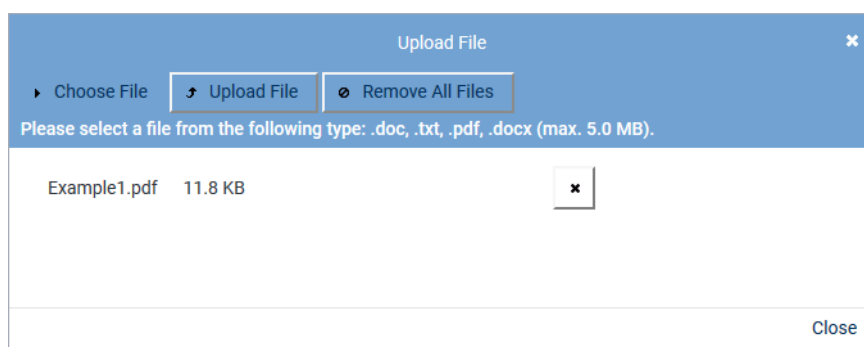 Upload File
Choose File Upload File Remove All Files
Please select a file from the following type: .doc, .txt, .pdf, .docx (max. 5.0 MB).
Example1.pdf 11.8 KB
Close